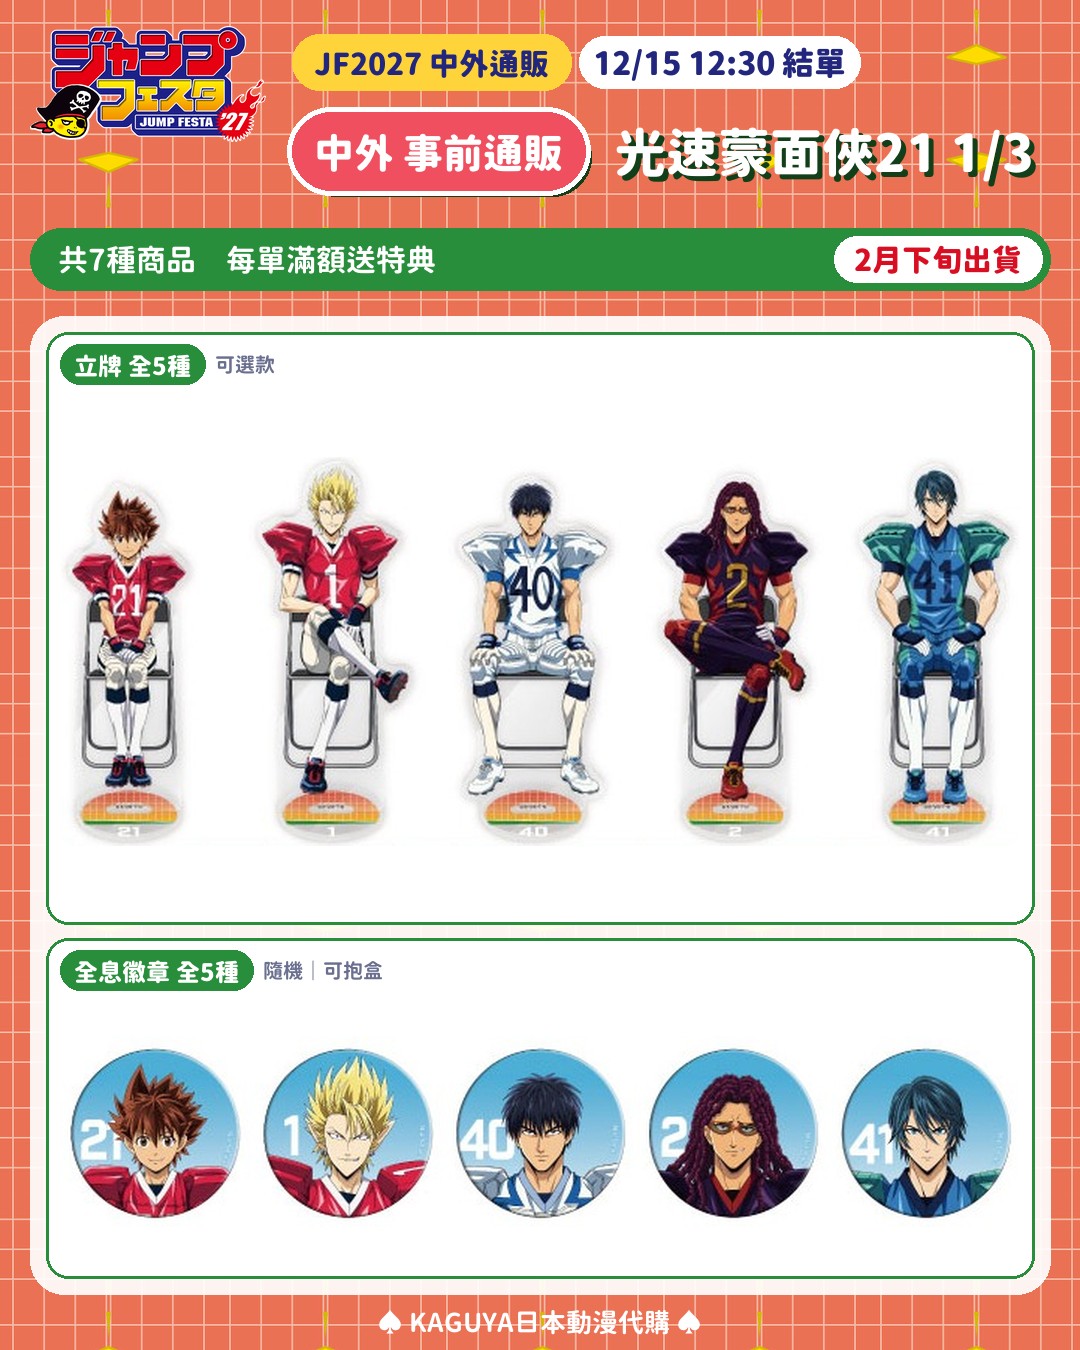 ジャンプ
フェスタ
JUMP FESTA '27
JF2027 中外通販
12/15 12:30 結單
中外 事前通販
光速蒙面俠21 1/3
共7種商品 每單滿額送特典
2月下旬出貨
立牌 全5種 可選款
21
1
40
2
41
21
1
40
2
41
全息徽章 全5種 隨機｜可抱盒
21
1
40
2
41
♠ KAGUYA日本動漫代購 ♠